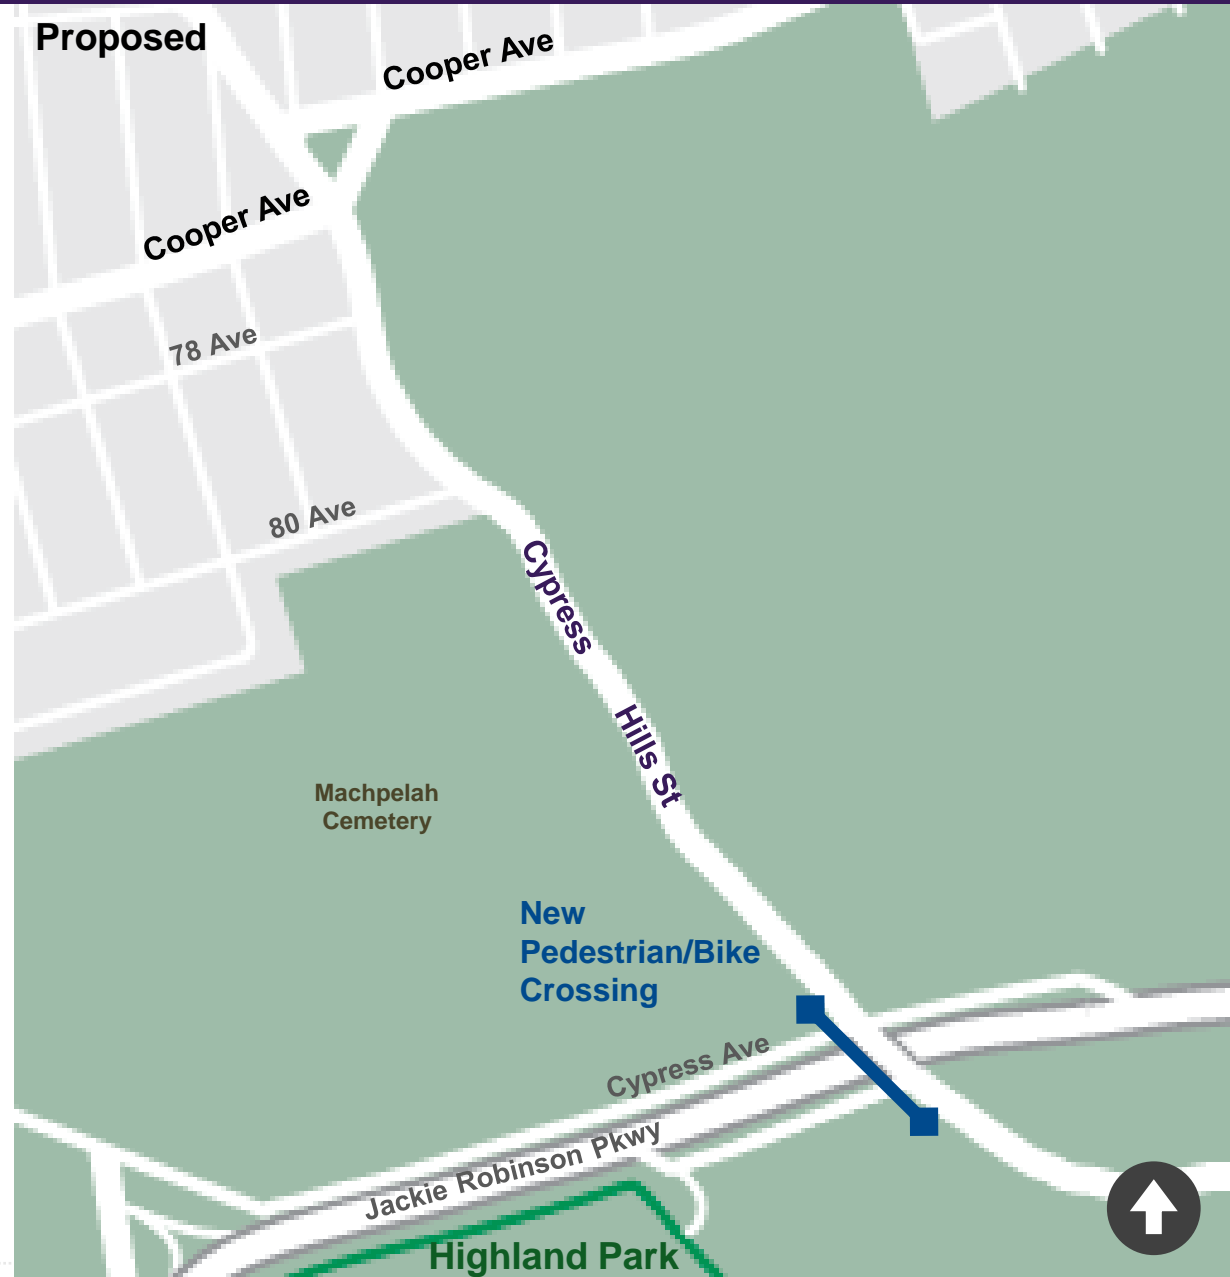 Proposed
Cooper Ave
Cooper Ave
78 Ave
80 Ave
Cypress
Hills St
Machpelah
Cemetery
New
Pedestrian/Bike
Crossing
Cypress Ave
Jackie Robinson Pkwy
Highland Park